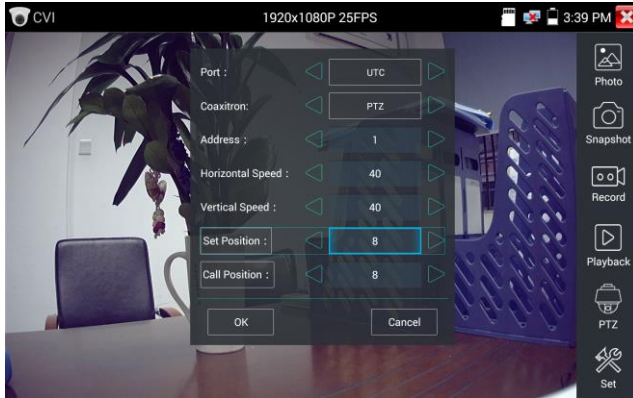 CVI 1920x1080P 25FPS 3:39 PM
Port : UTC
Coaxitron: PTZ
Address : 1
Horizontal Speed : 40
Vertical Speed : 40
Set Position : 8
Call Position : 8
OK Cancel
Photo
Snapshot
Record
Playback
PTZ
Set